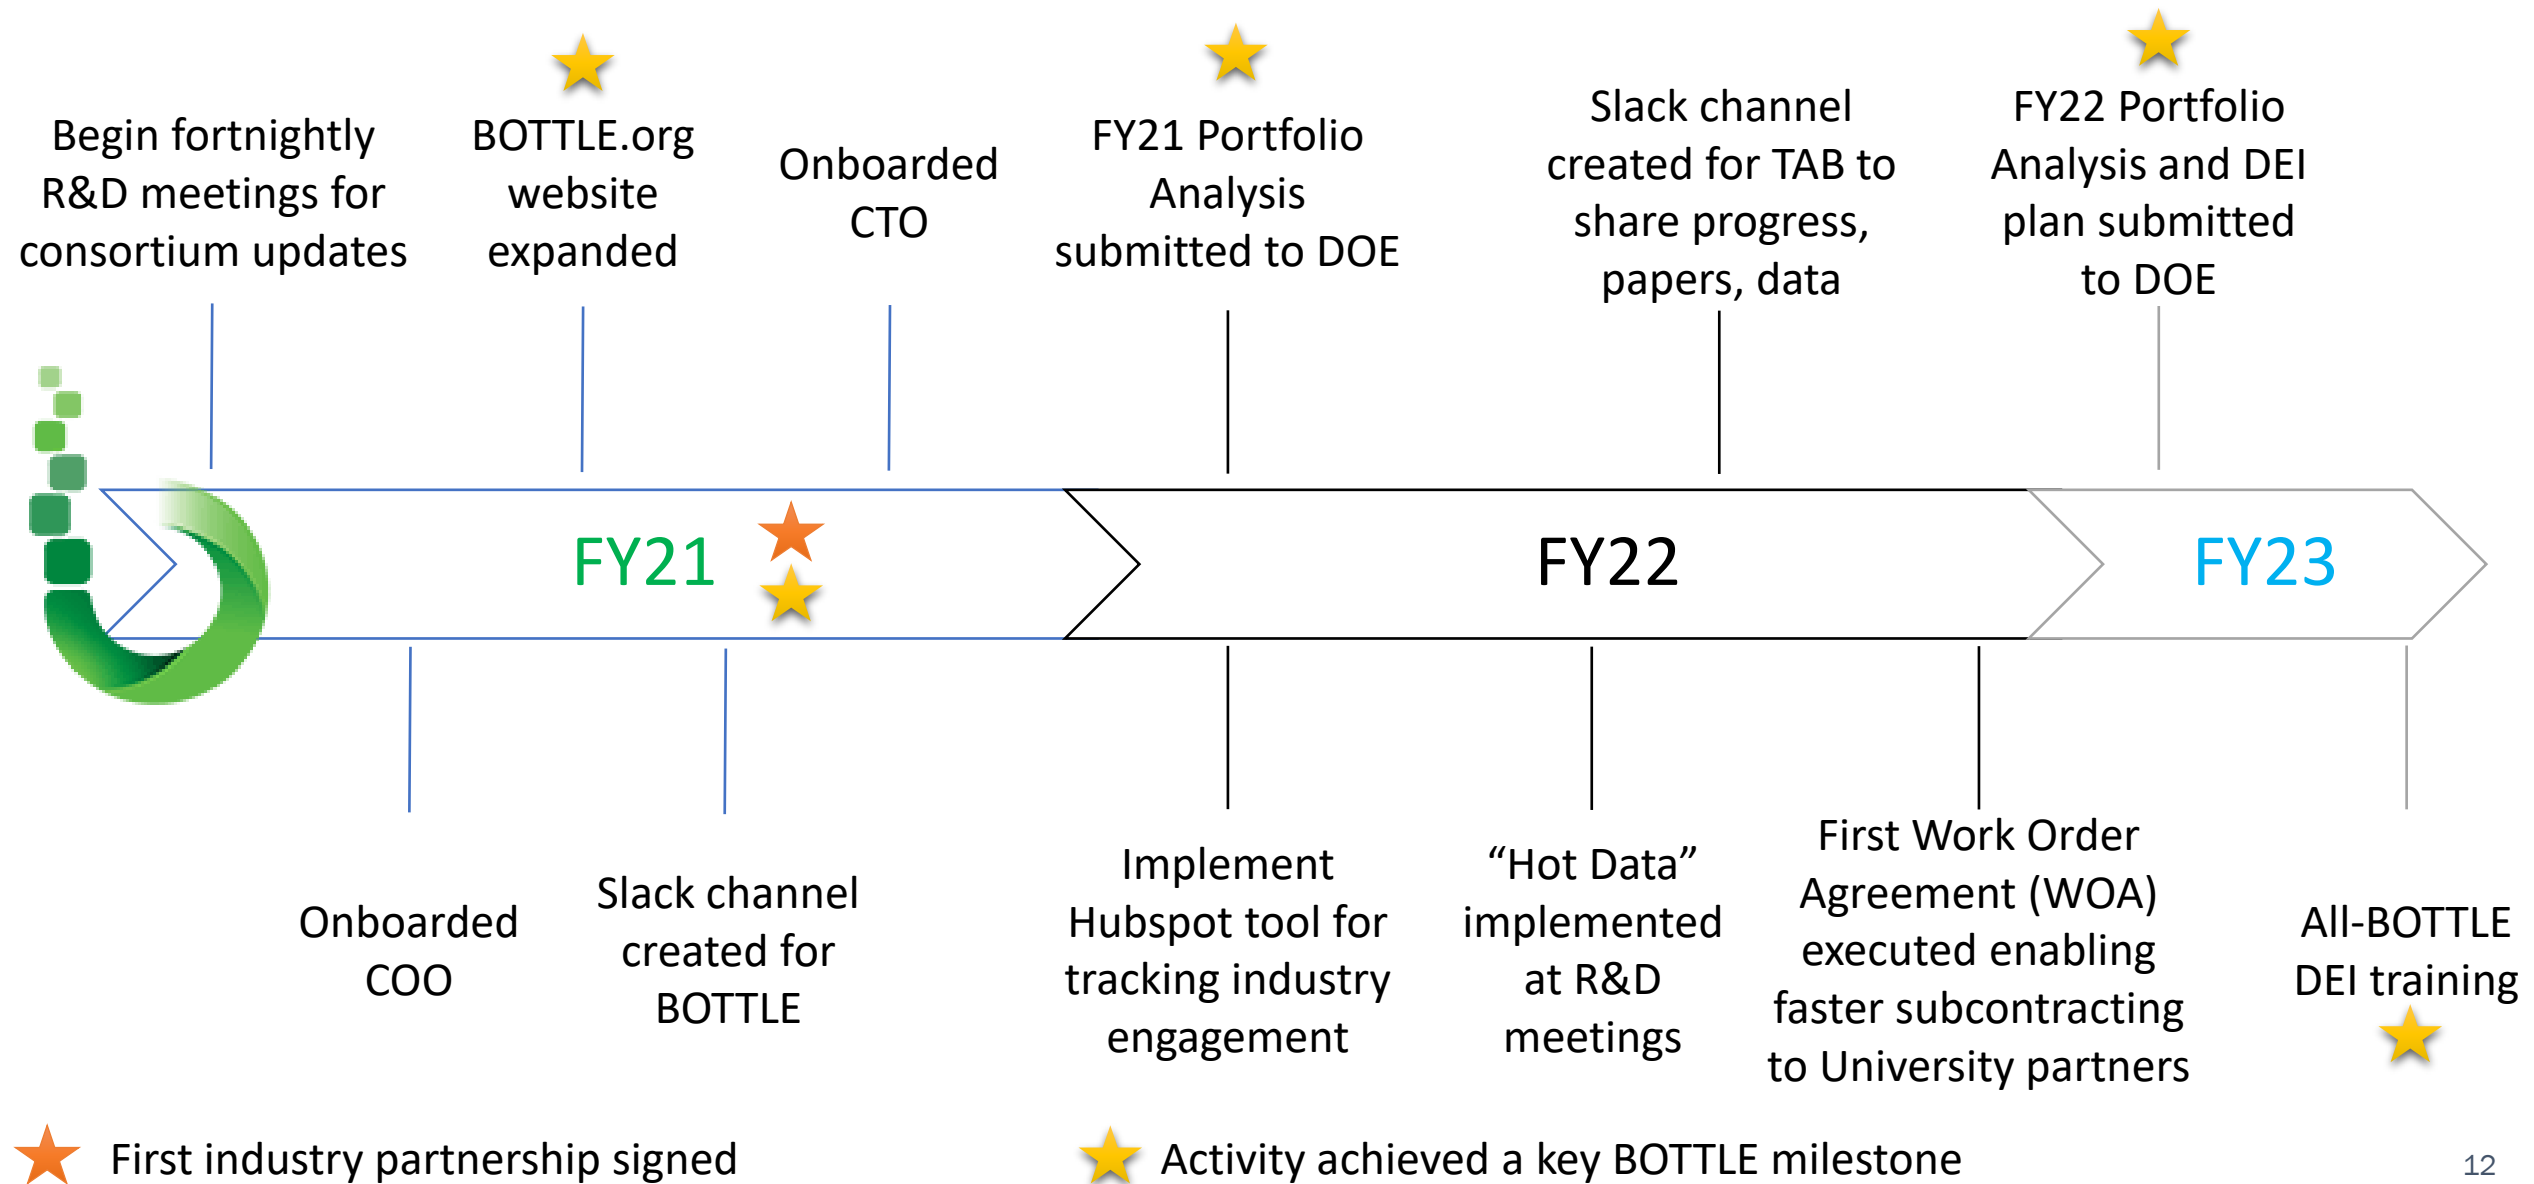 Begin fortnightly
R&D meetings for
consortium updates
BOTTLE.org
website
expanded
Onboarded
CTO
FY21 Portfolio
Analysis
submitted to DOE
Slack channel
created for TAB to
share progress,
papers, data
FY22 Portfolio
Analysis and DEI
plan submitted
to DOE
FY21
FY22
FY23
Onboarded
COO
Slack channel
created for
BOTTLE
Implement
Hubspot tool for
tracking industry
engagement
“Hot Data”
implemented
at R&D
meetings
First Work Order
Agreement (WOA)
executed enabling
faster subcontracting
to University partners
All-BOTTLE
DEI training
First industry partnership signed
Activity achieved a key BOTTLE milestone
12